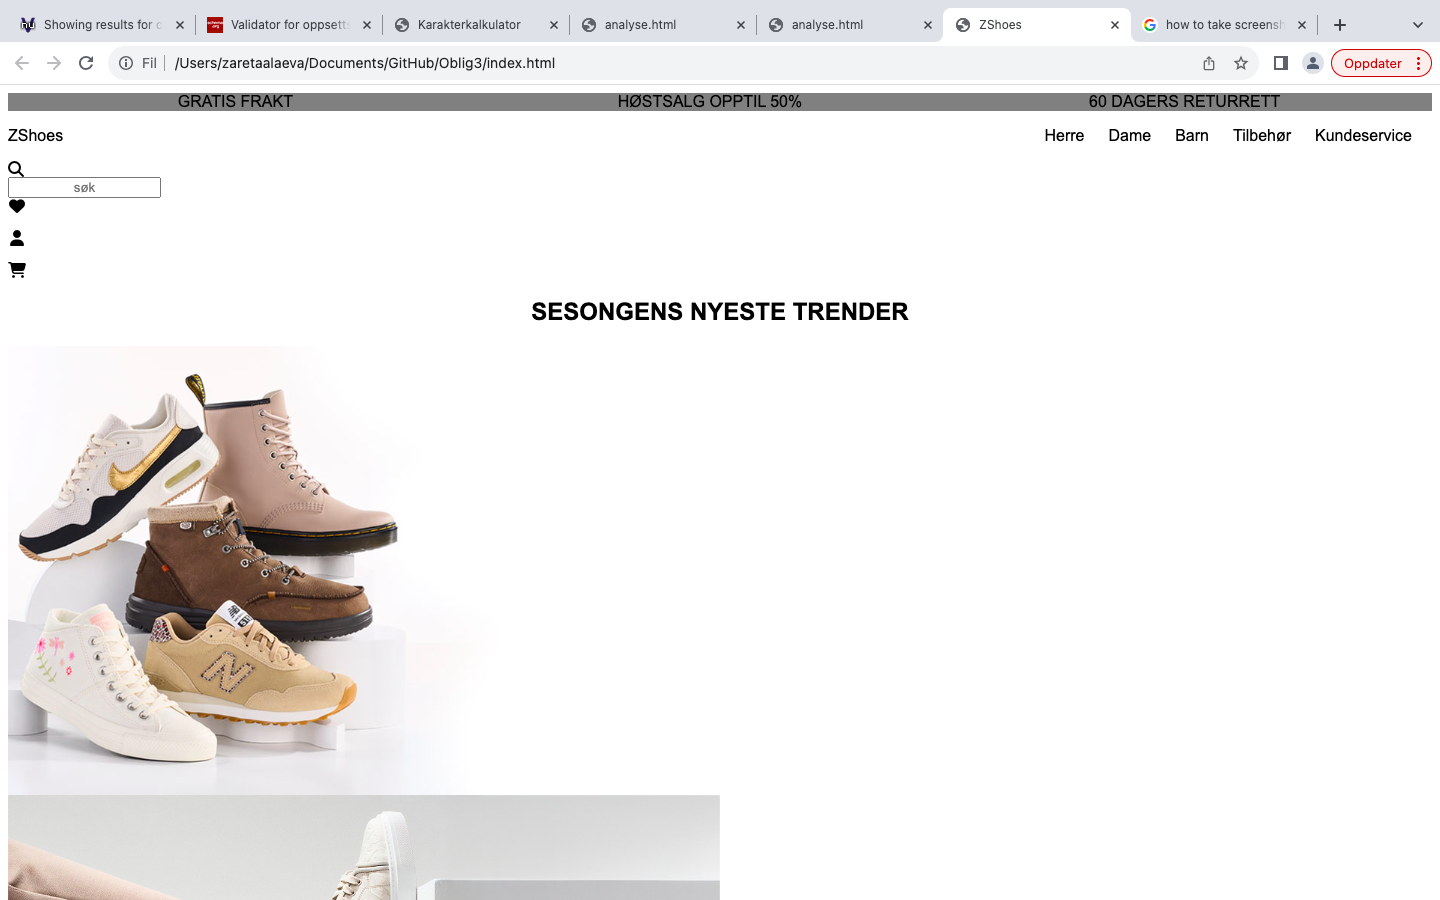 Showing results for c
Validator for oppsett
Karakterkalkulator
analyse.html
analyse.html
ZShoes
how to take screensh
Fil
/Users/zaretaalaeva/Documents/GitHub/Oblig3/index.html
Oppdater
GRATIS FRAKT
HØSTSALG OPPTIL 50%
60 DAGERS RETURRETT
ZShoes
Herre
Dame
Barn
Tilbehør
Kundeservice
søk
SESONGENS NYESTE TRENDER